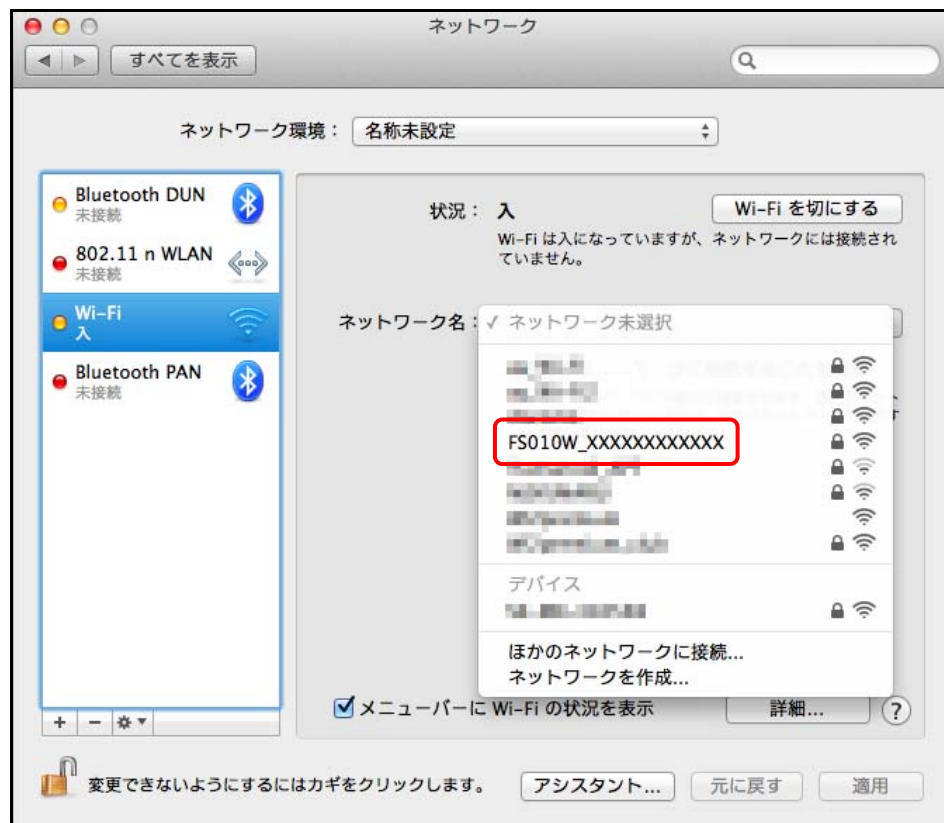 ネットワーク
すべてを表示
ネットワーク環境： 名称未設定
Bluetooth DUN
未接続
802.11 n WLAN
未接続
Wi-Fi
入
Bluetooth PAN
未接続
状況： 入
Wi-Fi を切にする
Wi-Fi は入になっていますが、ネットワークには接続され
ていません。
ネットワーク名： ✓ ネットワーク未選択
FS010W_XXXXXXXXXXXX
デバイス
ほかのネットワークに接続...
ネットワークを作成...
メニューバーに Wi-Fi の状況を表示
詳細...
?
+ −
変更できないようにするにはカギをクリックします。
アシスタント...
元に戻す
適用